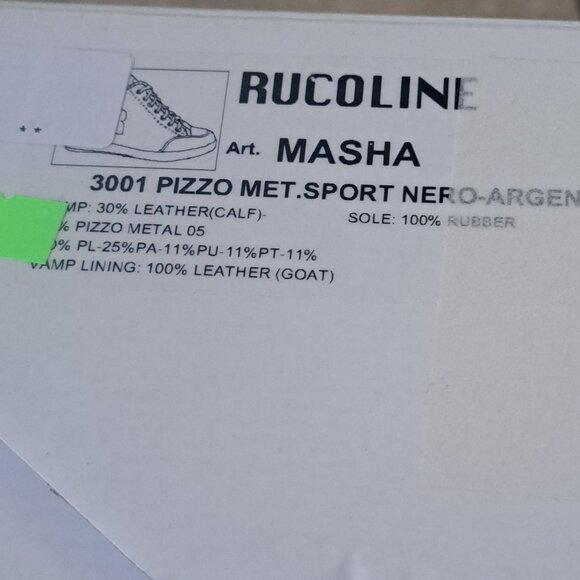 RUCOLINE
Art. MASHA
3001 PIZZO MET.SPORT NERO-ARGEN
MP: 30% LEATHER(CALF)-
SOLE: 100% RUBBER
% PIZZO METAL 05
0% PL-25%PA-11%PU-11%PT-11%
VAMP LINING: 100% LEATHER (GOAT)
**